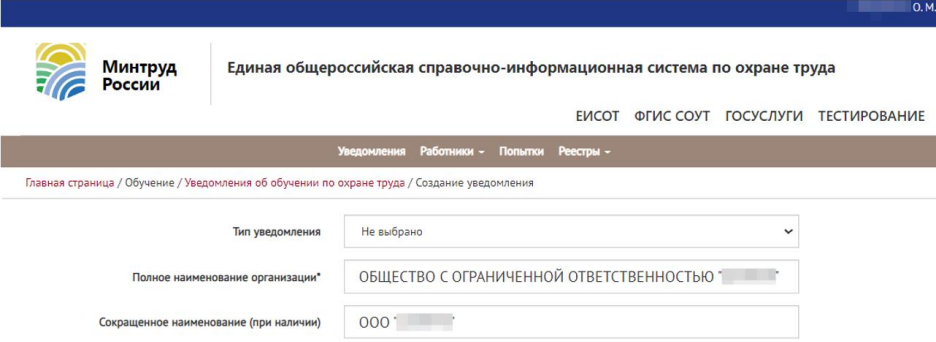 О. М.
Минтруд
России
Единая общероссийская справочно-информационная система по охране труда
ЕИСОТ ФГИС СОУТ ГОСУСЛУГИ ТЕСТИРОВАНИЕ
Уведомления Работники Попытки Реестры
Главная страница / Обучение / Уведомления об обучении по охране труда / Создание уведомления
Тип уведомления Не выбрано
Полное наименование организации* ОБЩЕСТВО С ОГРАНИЧЕННОЙ ОТВЕТСТВЕННОСТЬЮ " "
Сокращенное наименование (при наличии) ООО " "